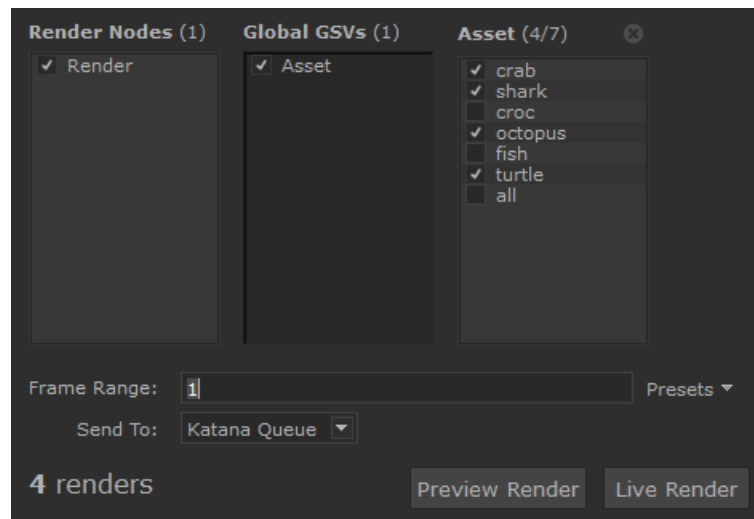 Render Nodes (1)
Global GSVs (1)
Asset (4/7)
Render
Asset
crab
shark
croc
octopus
fish
turtle
all
Frame Range: 1 Presets
Send To: Katana Queue
4 renders Preview Render Live Render